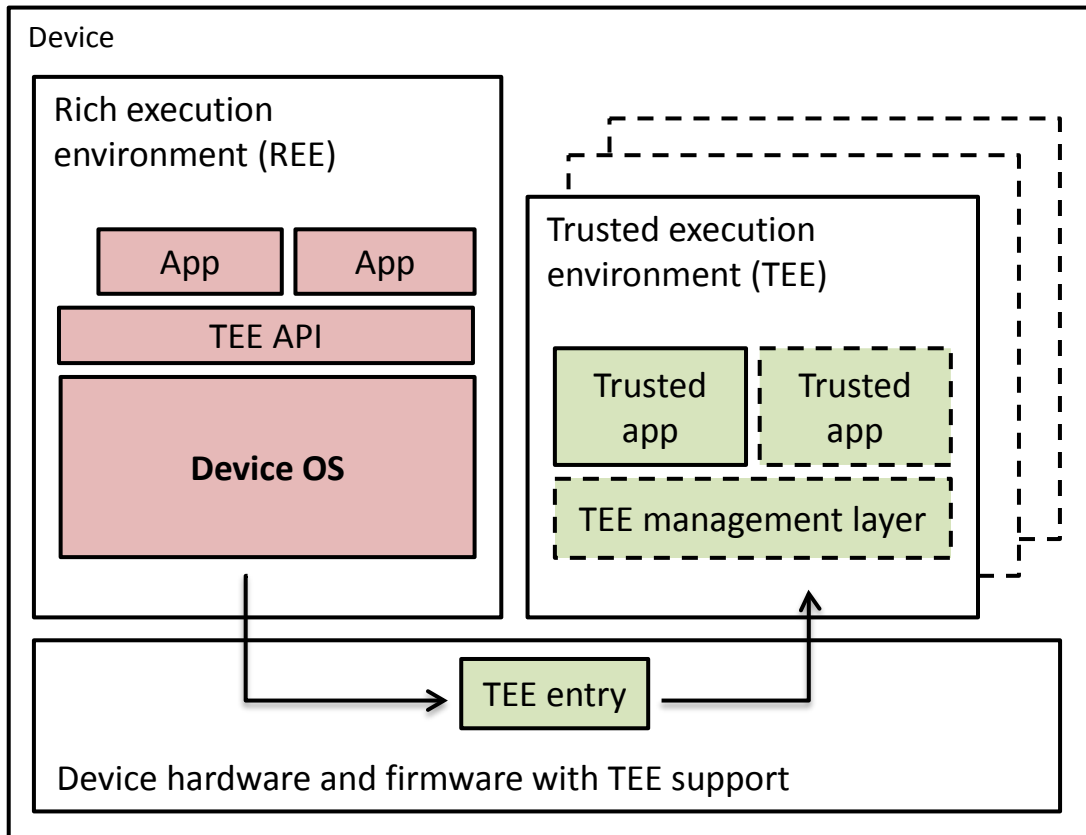 Device
Rich execution
environment (REE)
App
App
TEE API
Device OS
Trusted execution
environment (TEE)
Trusted
app
Trusted
app
TEE management layer
TEE entry
Device hardware and firmware with TEE support